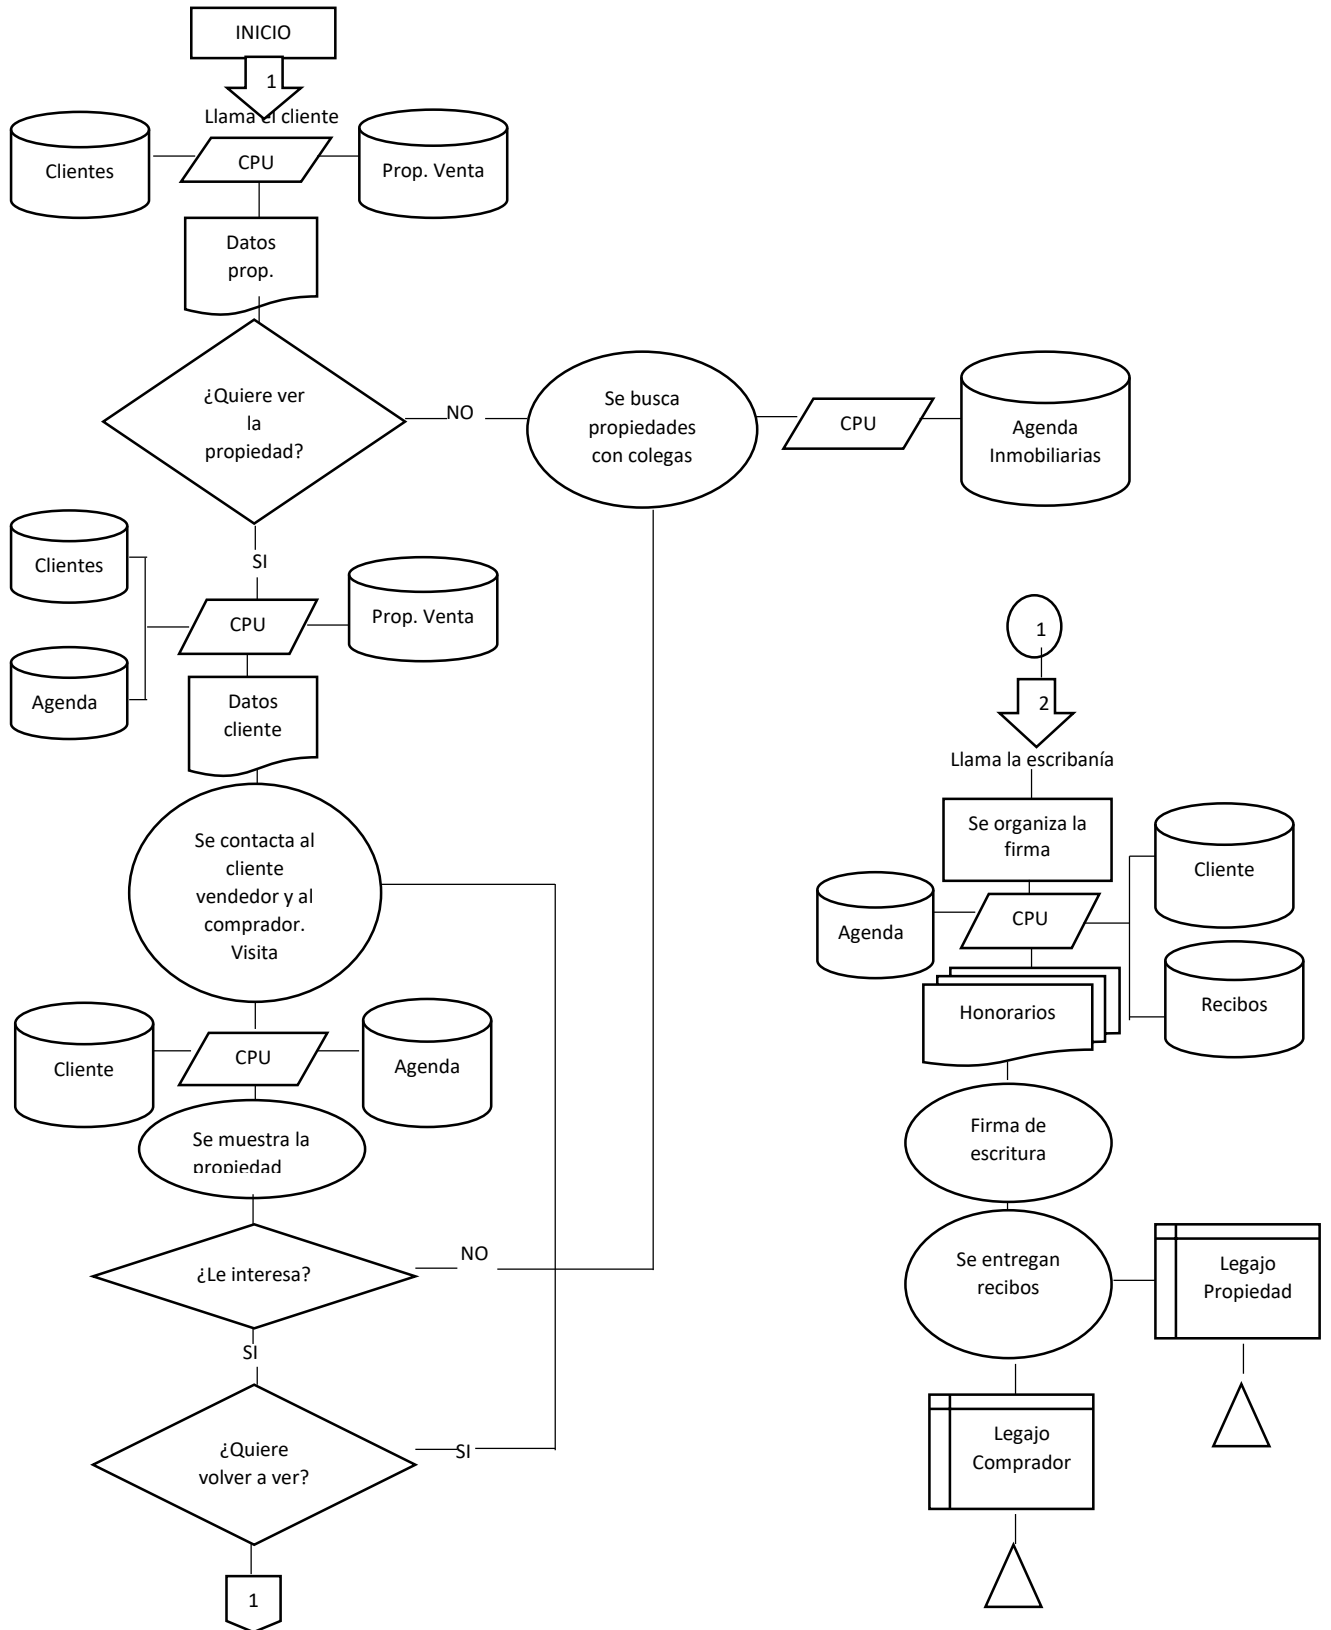 INICIO
1
Llama el cliente
Clientes
CPU
Prop. Venta
Datos
prop.
¿Quiere ver
la
propiedad?
NO
Se busca
propiedades
con colegas
CPU
Agenda
Inmobiliarias
SI
Clientes
CPU
Prop. Venta
Agenda
Datos
cliente
Se contacta al
cliente
vendedor y al
comprador.
Visita
Cliente
CPU
Agenda
Se muestra la
propiedad
¿Le interesa?
NO
SI
¿Quiere
volver a ver?
SI
1
1
2
Llama la escribanía
Se organiza la
firma
Cliente
Agenda
CPU
Recibos
Honorarios
Firma de
escritura
Se entregan
recibos
Legajo
Propiedad
Legajo
Comprador